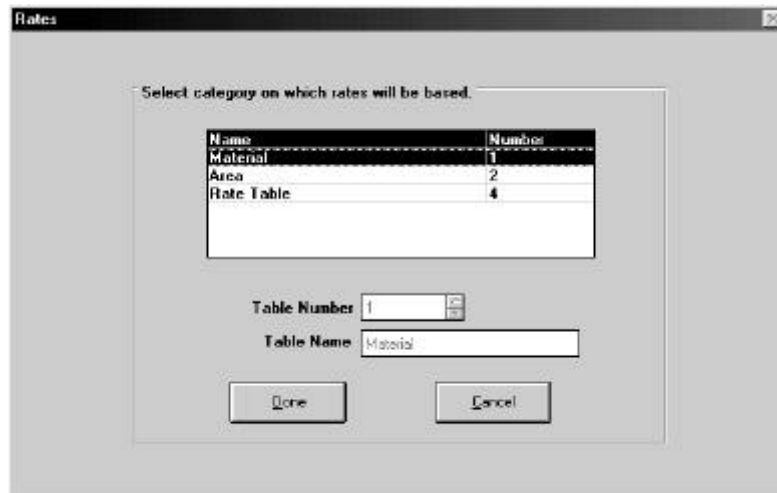 Rates
Select category on which rates will be based.
Name Number
Material 1
Area 2
Rate Table 4
Table Number 1
Table Name Material
Done Cancel